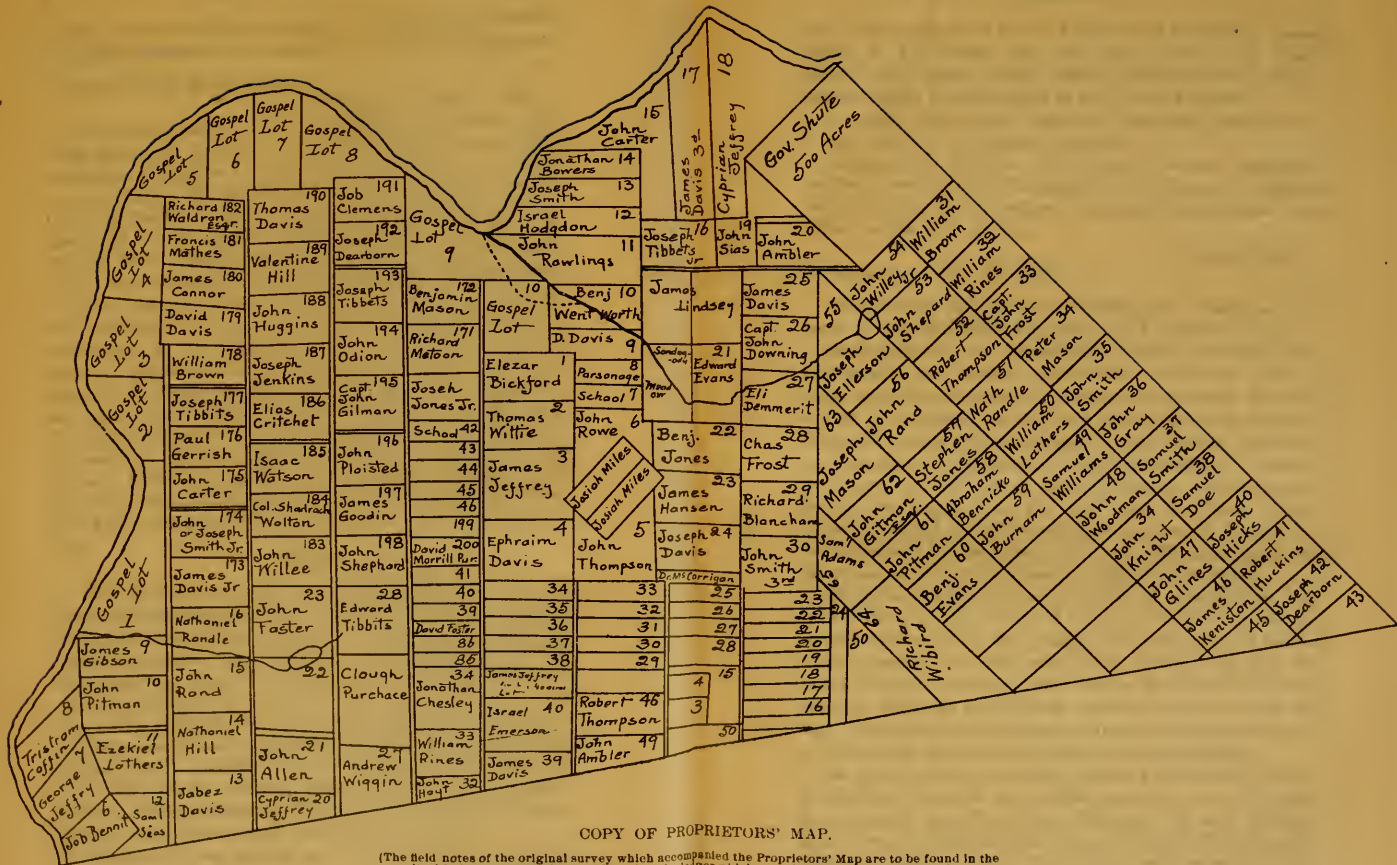 Gospel
Lot
5
Gospel
Lot
6
Gospel
Lot
7
Gospel
Lot 8
Gospel
Lot
4
Gospel
Lot
3
Gospel
Lot
2
Gospel
Lot
1
Richard 182
Waldron
Esqr.
Francis 181
Mathes
James 180
Connor
David 179
Davis
William 178
Brown
Joseph 177
Tibbits
Paul 176
Gerrish
John 175
Carter
John 174
or Joseph
Smith Jr.
173
James
Davis Jr
16
Nathaniel
Randle
John 15
Rand
14
Nathaniel
Hill
13
Jabez
Davis
James 9
Gibson
John 10
Pitman
11
Ezekiel
Lathers
12
Saml
Seas
8
Tristram
Coffin
George 7
Jeffry
6
Job Bennit
190
Thomas
Davis
189
Valentine
Hill
188
John
Huggins
Joseph 187
Jenkins
Elias 186
Critchet
Isaac 185
Watson
184
Col. Shadrach
Wolton
183
John
Willee
23
John
Faster
22
John 21
Allen
Cyprian 20
Jeffrey
Job 191
Clemens
192
Joseph
Dearborn
193
Joseph
Tibbets
194
John
Odion
Capt. 195
John
Gilman
196
John
Plaisted
197
James
Goodin
John 198
Shephard
28
Edward
Tibbits
Clough
Purchace
27
Andrew
Wiggin
Gospel
Lot
9
172
Benjamin
Mason
171
Richard
Matoon
Joseh
Jones Jr.
School 42
43
44
45
46
199
David 200
Morrill Pur.
41
40
39
David Foster
86
85
34
Jonathan
Chesley
33
William
Rines
John 32
Hoyt
10
Gospel
Lot
1
Elezar
Bickford
Thomas 2
Wittie
3
James
Jeffrey
4
Ephraim
Davis
34
35
36
37
38
James Jeffrey
Israel 40
Emerson
James 39
Davis
15
John
Carter
Jonathan 14
Bowers
Joseph 13
Smith
Israel 12
Hodgdon
John 11
Rawlings
Benj 10
Went Worth
D. Davis
9
8
Parsonage
School 7
John 6
Rowe
Josiah Miles
Josiah Miles
5
John
Thompson
33
32
31
30
29
Robert 46
Thompson
John 49
Ambler
17
James
Davis 3d
18
Cyprian
Jeffrey
Joseph 16
Tibbets
Jr
19
John
Sias
20
John
Ambler
James
Lindsey
21
Edward
Evans
Meadow
Benj. 22
Jones
23
James
Hansen
Joseph 24
Davis
Dr. McCorrigan
25
26
27
28
15
4
3
50
25
James
Davis
Capt. 26
John
Downing
27
Eli
Demmerit
28
Chas
Frost
29
Richard
Blancham
30
John
Smith
3rd
23
22
21
20
19
18
17
16
24
50
Gov. Shute
500 Acres
31
William
Brown
32
William
Rines
33
Capt.
John
Frost
34
Peter
Mason
35
John
Smith
36
John
Gray
37
Samuel
Smith
38
Samuel
Doe
40
Joseph
Hicks
Robert 41
Huckins
Joseph 42
Dearborn
43
54
John
Willey Jr.
53
John
Shepard
52
Robert
Thompson
51
Nath
Randle
50
William
Lathers
49
Samuel
Williams
48
John
Woodman
34
John
Knight
John 47
Glines
James 46
Keniston
45
55
Joseph
Ellerson
John 56
Rand
57
Stephen
Jones
58
Abraham
Bennicks
John 59
Burnam
63
Joseph
Mason
62
John
Gilman
Esq.
John 61
Pitman
Benj 60
Evans
Saml
Adams
64
Richard
Wibird
COPY OF PROPRIETORS' MAP.
(The field notes of the original survey which accompanied the Proprietors' Map are to be found in the